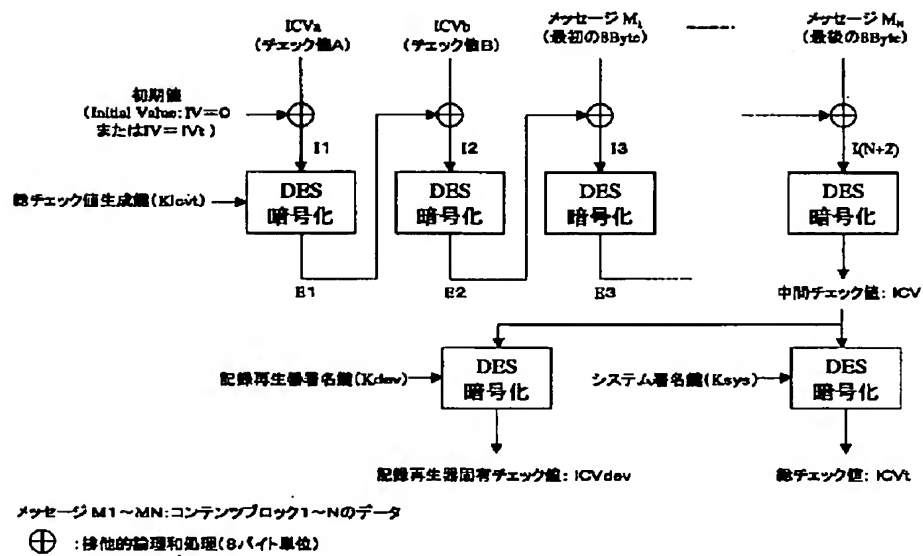 ICVa
(チェック値A)
ICVb
(チェック値B)
メッセージ M1
(最初の8Byte)
メッセージ MN
(最後の8Byte)
初期値
(Initial Value: IV=0
またはIV=IVt)
I1
I2
I3
I(N+2)
総チェック値生成鍵(Kicvt)
DES
暗号化
DES
暗号化
DES
暗号化
DES
暗号化
E1
E2
E3
中間チェック値: ICV
記録再生器署名鍵(Kdev)
DES
暗号化
システム署名鍵(Ksys)
DES
暗号化
記録再生器固有チェック値: ICVdev
総チェック値: ICVt
メッセージ M1～MN:コンテンツブロック1～Nのデータ
⊕ :排他的論理和処理(8バイト単位)